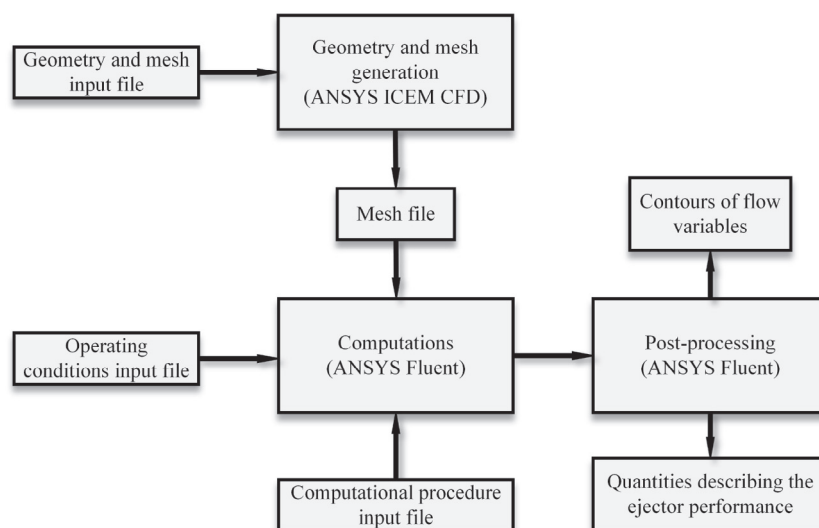 Geometry and mesh
input file
Geometry and mesh
generation
(ANSYS ICEM CFD)
Mesh file
Contours of flow
variables
Operating
conditions input file
Computations
(ANSYS Fluent)
Post-processing
(ANSYS Fluent)
Computational procedure
input file
Quantities describing the
ejector performance